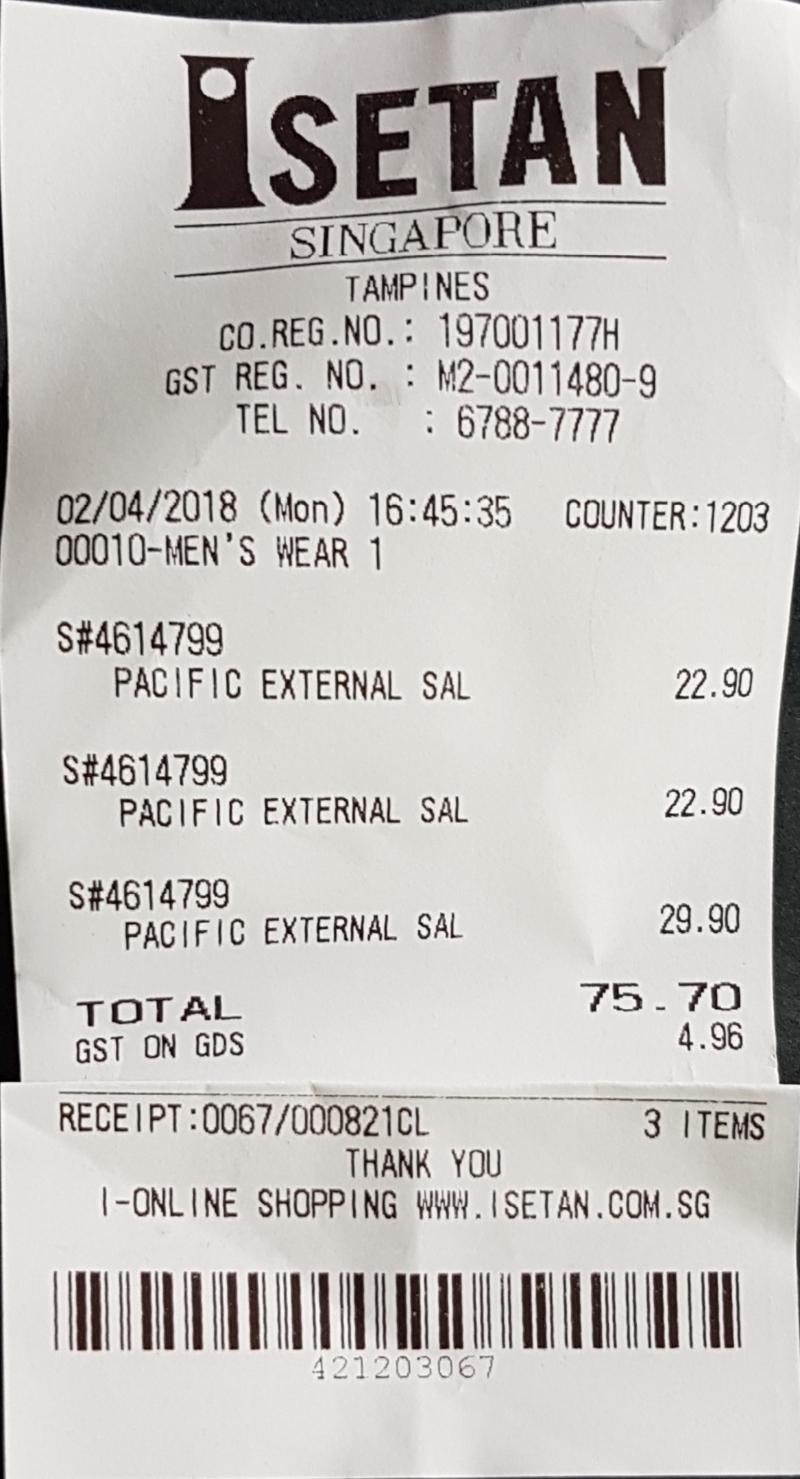 ISETAN
SINGAPORE
TAMPINES
CO.REG.NO.: 197001177H
GST REG. NO. : M2-0011480-9
TEL NO. : 6788-7777
02/04/2018 (Mon) 16:45:35 COUNTER:1203
00010-MEN'S WEAR 1
S#4614799
PACIFIC EXTERNAL SAL 22.90
S#4614799
PACIFIC EXTERNAL SAL 22.90
S#4614799
PACIFIC EXTERNAL SAL 29.90
TOTAL 75.70
GST ON GDS 4.96
RECEIPT:0067/000821CL 3 ITEMS
THANK YOU
I-ONLINE SHOPPING WWW.ISETAN.COM.SG
421203067